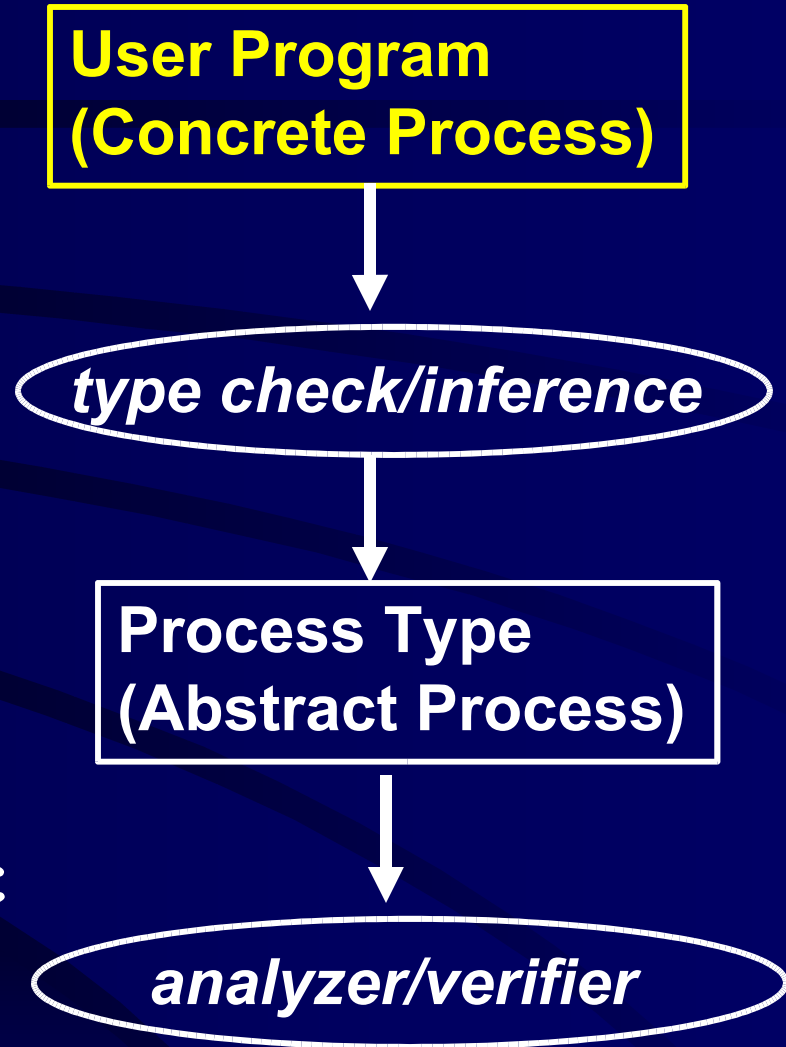 User Program
(Concrete Process)
type check/inference
Process Type
(Abstract Process)
:
analyzer/verifier